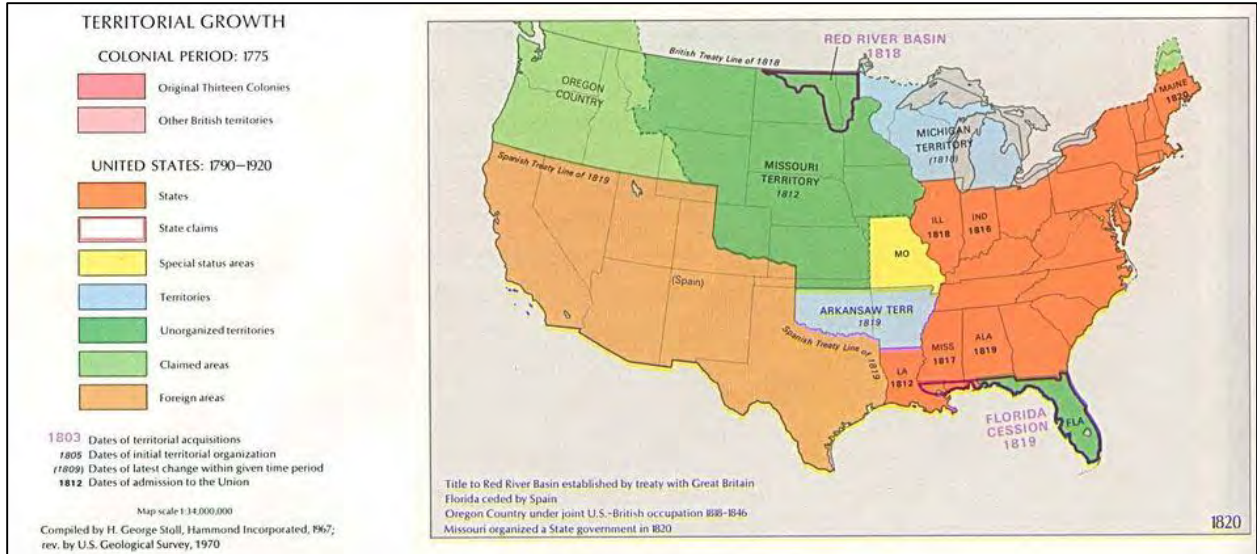 TERRITORIAL GROWTH
COLONIAL PERIOD: 1775
Original Thirteen Colonies
Other British territories
UNITED STATES: 1790–1920
States
State claims
Special status areas
Territories
Unorganized territories
Claimed areas
Foreign areas
1803 Dates of territorial acquisitions
1805 Dates of initial territorial organization
(1809) Dates of latest change within given time period
1812 Dates of admission to the Union
Map scale 1:34,000,000
Compiled by H. George Stoll, Hammond Incorporated, 1967;
rev. by U.S. Geological Survey, 1970
RED RIVER BASIN
1818
British Treaty Line of 1818
OREGON
COUNTRY
MAINE
1820
MICHIGAN
TERRITORY
(1818)
MISSOURI
TERRITORY
1812
Spanish Treaty Line of 1819
ILL
1818
IND
1816
MO
(Spain)
ARKANSAW TERR
1819
Spanish Treaty Line of 1819
MISS
1817
ALA
1819
LA
1812
FLA
FLORIDA
CESSION
1819
Title to Red River Basin established by treaty with Great Britain
Florida ceded by Spain
Oregon Country under joint U.S.-British occupation 1818-1846
Missouri organized a State government in 1820
1820